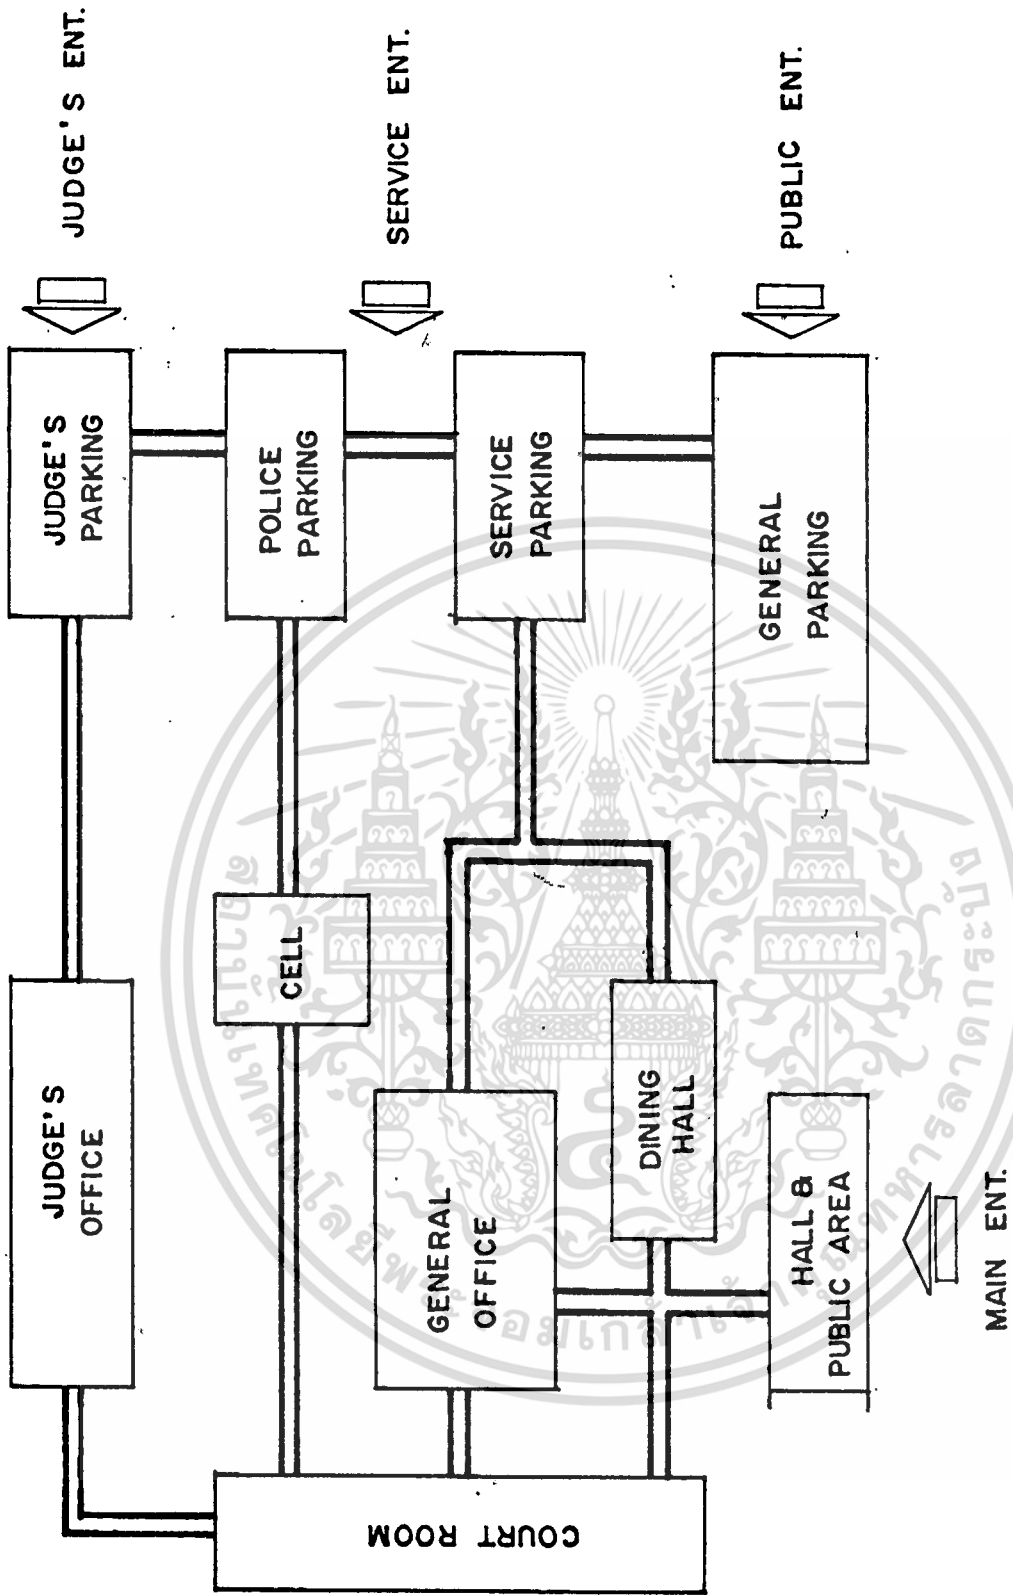 JUDGE'S ENT.
SERVICE ENT.
PUBLIC ENT.
JUDGE'S
PARKING
POLICE
PARKING
SERVICE
PARKING
GENERAL
PARKING
CELL
JUDGE'S
OFFICE
GENERAL
OFFICE
DINING
HALL
HALL &
PUBLIC AREA
MAIN ENT.
COURT ROOM